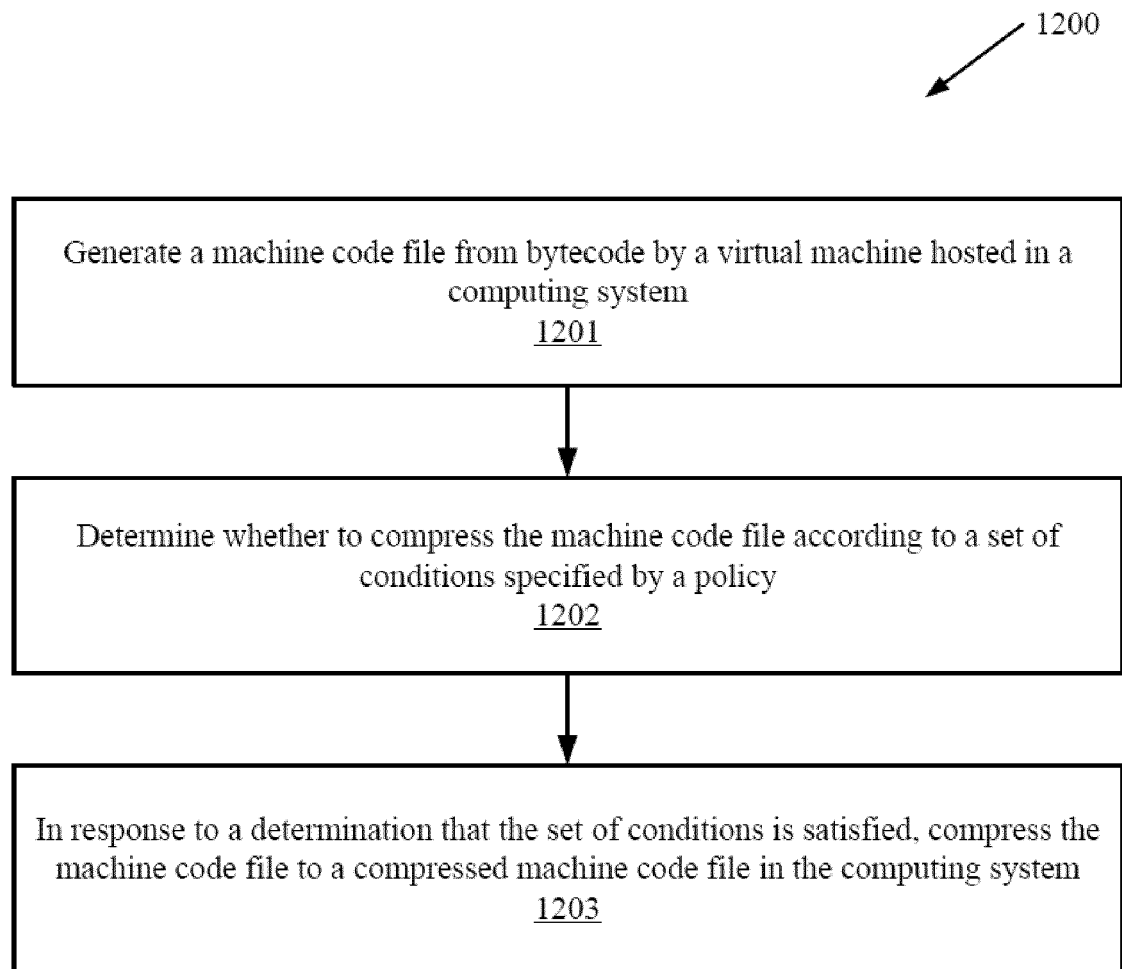 1200
Generate a machine code file from bytecode by a virtual machine hosted in a
computing system
1201
Determine whether to compress the machine code file according to a set of
conditions specified by a policy
1202
In response to a determination that the set of conditions is satisfied, compress the
machine code file to a compressed machine code file in the computing system
1203